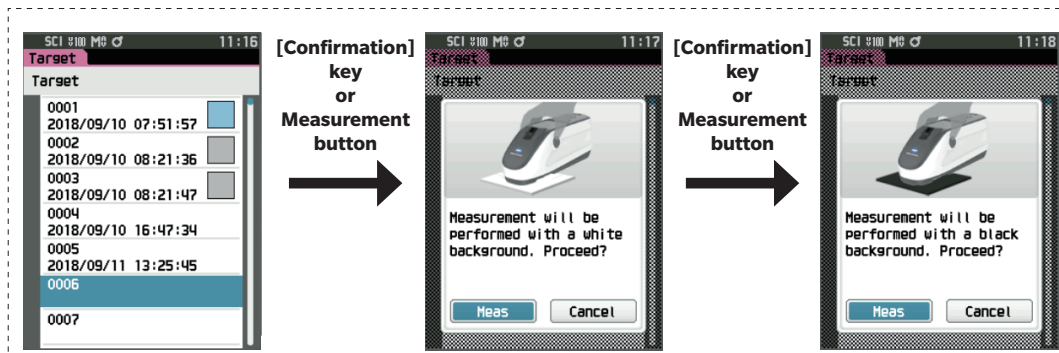 SCI M0 11:16
Target
Target
0001
2018/09/10 07:51:57
0002
2018/09/10 08:21:36
0003
2018/09/10 08:21:47
0004
2018/09/10 16:47:34
0005
2018/09/11 13:25:45
0006
0007
[Confirmation]
key
or
Measurement
button
SCI M0 11:17
Target
Target
Measurement will be
performed with a white
background. Proceed?
Meas Cancel
[Confirmation]
key
or
Measurement
button
SCI M0 11:18
Target
Target
Measurement will be
performed with a black
background. Proceed?
Meas Cancel